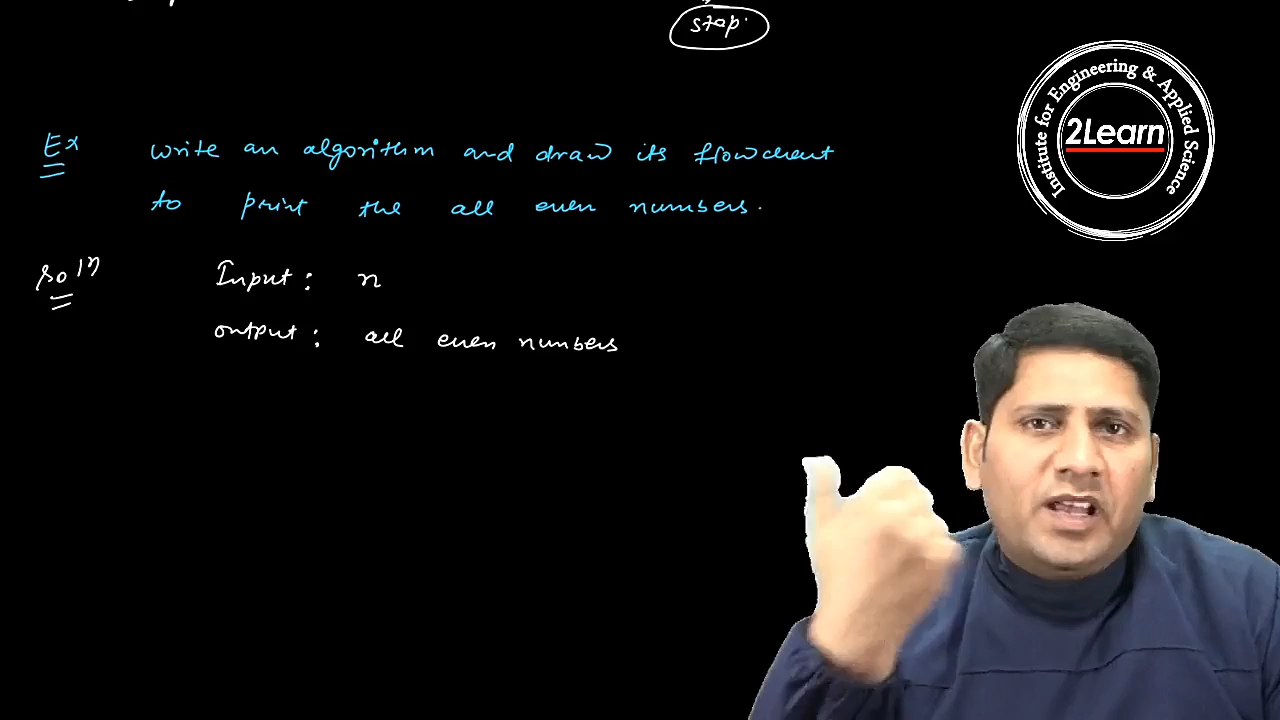 stop.
Institute for Engineering & Applied Science
2Learn
Ex write an algorithm and draw its flowchart
to print the all even numbers.
Soln
Input : n
output : all even numbers